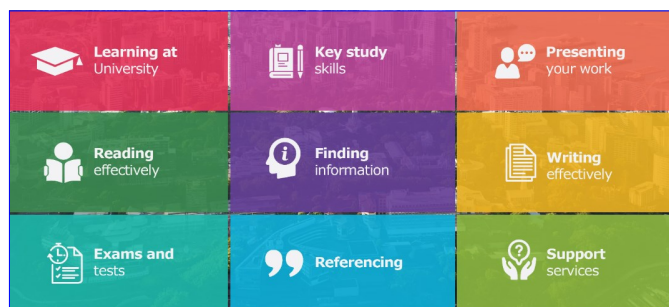 Learning at
University
Key study
skills
Presenting
your work
Reading
effectively
Finding
information
Writing
effectively
Exams and
tests
Referencing
Support
services